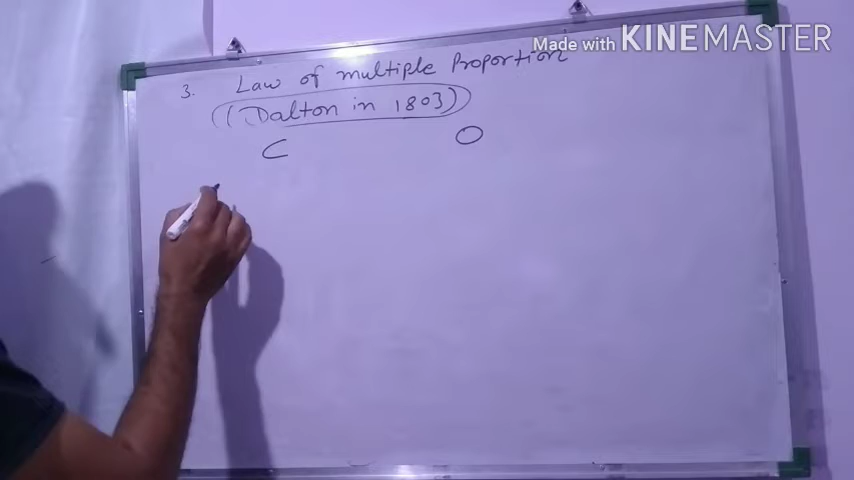 Made with KINEMASTER
3. Law of multiple Proportion
(Dalton in 1803)
C O